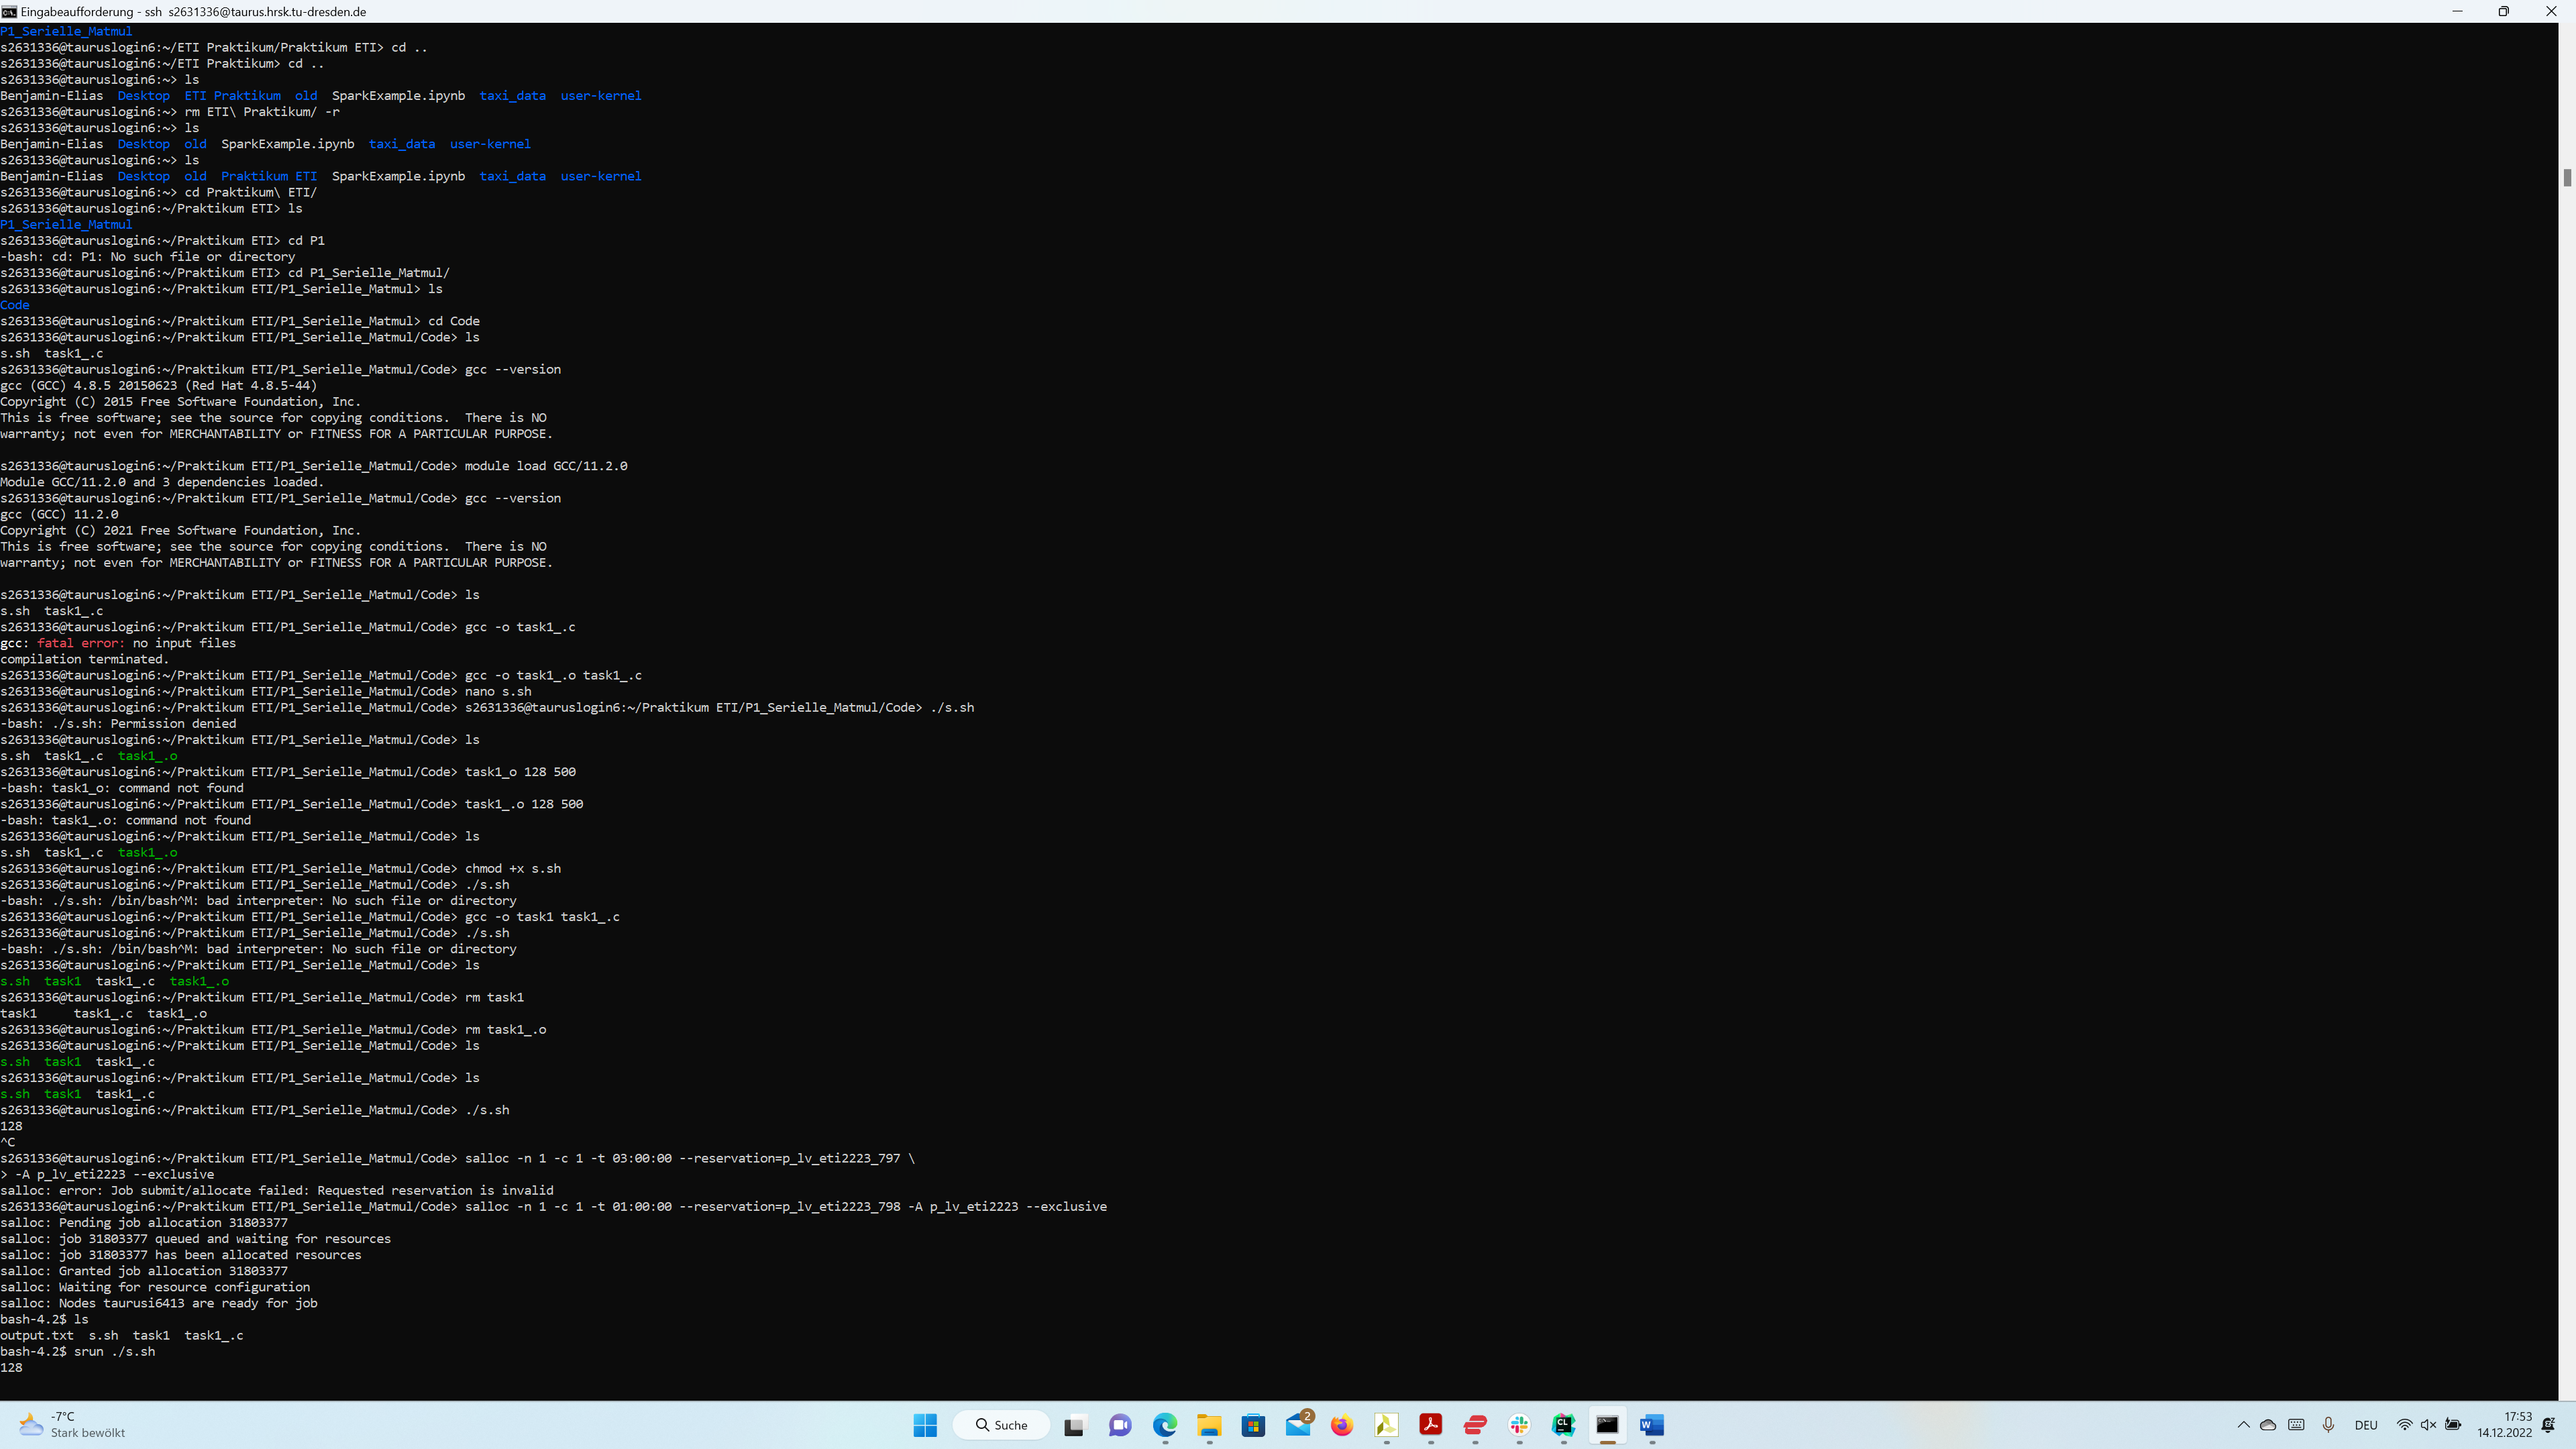 Eingabeaufforderung - ssh  s2631336@taurus.hrsk.tu-dresden.de
P1_Serielle_Matmul
s2631336@tauruslogin6:~/ETI Praktikum/Praktikum ETI> cd ..
s2631336@tauruslogin6:~/ETI Praktikum> cd ..
s2631336@tauruslogin6:~> ls
Benjamin-Elias  Desktop  ETI Praktikum  old  SparkExample.ipynb  taxi_data  user-kernel
s2631336@tauruslogin6:~> rm ETI\ Praktikum/ -r
s2631336@tauruslogin6:~> ls
Benjamin-Elias  Desktop  old  SparkExample.ipynb  taxi_data  user-kernel
s2631336@tauruslogin6:~> ls
Benjamin-Elias  Desktop  old  Praktikum ETI  SparkExample.ipynb  taxi_data  user-kernel
s2631336@tauruslogin6:~> cd Praktikum\ ETI/
s2631336@tauruslogin6:~/Praktikum ETI> ls
P1_Serielle_Matmul
s2631336@tauruslogin6:~/Praktikum ETI> cd P1
-bash: cd: P1: No such file or directory
s2631336@tauruslogin6:~/Praktikum ETI> cd P1_Serielle_Matmul/
s2631336@tauruslogin6:~/Praktikum ETI/P1_Serielle_Matmul> ls
Code
s2631336@tauruslogin6:~/Praktikum ETI/P1_Serielle_Matmul> cd Code
s2631336@tauruslogin6:~/Praktikum ETI/P1_Serielle_Matmul/Code> ls
s.sh  task1_.c
s2631336@tauruslogin6:~/Praktikum ETI/P1_Serielle_Matmul/Code> gcc --version
gcc (GCC) 4.8.5 20150623 (Red Hat 4.8.5-44)
Copyright (C) 2015 Free Software Foundation, Inc.
This is free software; see the source for copying conditions.  There is NO
warranty; not even for MERCHANTABILITY or FITNESS FOR A PARTICULAR PURPOSE.
s2631336@tauruslogin6:~/Praktikum ETI/P1_Serielle_Matmul/Code> module load GCC/11.2.0
Module GCC/11.2.0 and 3 dependencies loaded.
s2631336@tauruslogin6:~/Praktikum ETI/P1_Serielle_Matmul/Code> gcc --version
gcc (GCC) 11.2.0
Copyright (C) 2021 Free Software Foundation, Inc.
This is free software; see the source for copying conditions.  There is NO
warranty; not even for MERCHANTABILITY or FITNESS FOR A PARTICULAR PURPOSE.
s2631336@tauruslogin6:~/Praktikum ETI/P1_Serielle_Matmul/Code> ls
s.sh  task1_.c
s2631336@tauruslogin6:~/Praktikum ETI/P1_Serielle_Matmul/Code> gcc -o task1_.c
gcc: fatal error: no input files
compilation terminated.
s2631336@tauruslogin6:~/Praktikum ETI/P1_Serielle_Matmul/Code> gcc -o task1_.o task1_.c
s2631336@tauruslogin6:~/Praktikum ETI/P1_Serielle_Matmul/Code> nano s.sh
s2631336@tauruslogin6:~/Praktikum ETI/P1_Serielle_Matmul/Code> s2631336@tauruslogin6:~/Praktikum ETI/P1_Serielle_Matmul/Code> ./s.sh
-bash: ./s.sh: Permission denied
s2631336@tauruslogin6:~/Praktikum ETI/P1_Serielle_Matmul/Code> ls
s.sh  task1_.c  task1_.o
s2631336@tauruslogin6:~/Praktikum ETI/P1_Serielle_Matmul/Code> task1_o 128 500
-bash: task1_o: command not found
s2631336@tauruslogin6:~/Praktikum ETI/P1_Serielle_Matmul/Code> task1_.o 128 500
-bash: task1_.o: command not found
s2631336@tauruslogin6:~/Praktikum ETI/P1_Serielle_Matmul/Code> ls
s.sh  task1_.c  task1_.o
s2631336@tauruslogin6:~/Praktikum ETI/P1_Serielle_Matmul/Code> chmod +x s.sh
s2631336@tauruslogin6:~/Praktikum ETI/P1_Serielle_Matmul/Code> ./s.sh
-bash: ./s.sh: /bin/bash^M: bad interpreter: No such file or directory
s2631336@tauruslogin6:~/Praktikum ETI/P1_Serielle_Matmul/Code> gcc -o task1 task1_.c
s2631336@tauruslogin6:~/Praktikum ETI/P1_Serielle_Matmul/Code> ./s.sh
-bash: ./s.sh: /bin/bash^M: bad interpreter: No such file or directory
s2631336@tauruslogin6:~/Praktikum ETI/P1_Serielle_Matmul/Code> ls
s.sh  task1  task1_.c  task1_.o
s2631336@tauruslogin6:~/Praktikum ETI/P1_Serielle_Matmul/Code> rm task1
task1     task1_.c  task1_.o
s2631336@tauruslogin6:~/Praktikum ETI/P1_Serielle_Matmul/Code> rm task1_.o
s2631336@tauruslogin6:~/Praktikum ETI/P1_Serielle_Matmul/Code> ls
s.sh  task1  task1_.c
s2631336@tauruslogin6:~/Praktikum ETI/P1_Serielle_Matmul/Code> ls
s.sh  task1  task1_.c
s2631336@tauruslogin6:~/Praktikum ETI/P1_Serielle_Matmul/Code> ./s.sh
128
^C
s2631336@tauruslogin6:~/Praktikum ETI/P1_Serielle_Matmul/Code> salloc -n 1 -c 1 -t 03:00:00 --reservation=p_lv_eti2223_797 \
> -A p_lv_eti2223 --exclusive
salloc: error: Job submit/allocate failed: Requested reservation is invalid
s2631336@tauruslogin6:~/Praktikum ETI/P1_Serielle_Matmul/Code> salloc -n 1 -c 1 -t 01:00:00 --reservation=p_lv_eti2223_798 -A p_lv_eti2223 --exclusive
salloc: Pending job allocation 31803377
salloc: job 31803377 queued and waiting for resources
salloc: job 31803377 has been allocated resources
salloc: Granted job allocation 31803377
salloc: Waiting for resource configuration
salloc: Nodes taurusi6413 are ready for job
bash-4.2$ ls
output.txt  s.sh  task1  task1_.c
bash-4.2$ srun ./s.sh
128
-7°C
Stark bewölkt
Suche
2
CL
W
DEU
17:53
14.12.2022